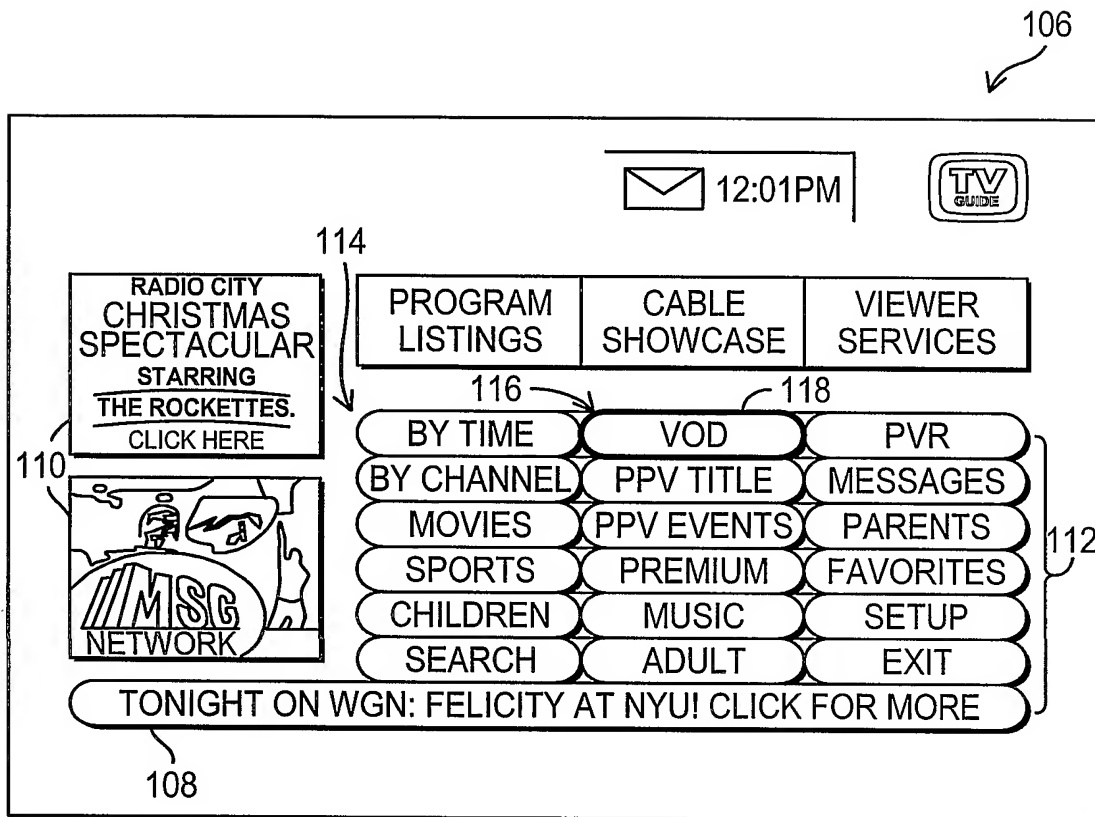 106
12:01PM
TV
GUIDE
114
RADIO CITY
CHRISTMAS
SPECTACULAR
STARRING
THE ROCKETTES.
CLICK HERE
PROGRAM
LISTINGS
CABLE
SHOWCASE
VIEWER
SERVICES
116
118
110
BY TIME
VOD
PVR
BY CHANNEL
PPV TITLE
MESSAGES
MOVIES
PPV EVENTS
PARENTS
112
SPORTS
PREMIUM
FAVORITES
CHILDREN
MUSIC
SETUP
SEARCH
ADULT
EXIT
MSG
NETWORK
TONIGHT ON WGN: FELICITY AT NYU! CLICK FOR MORE
108